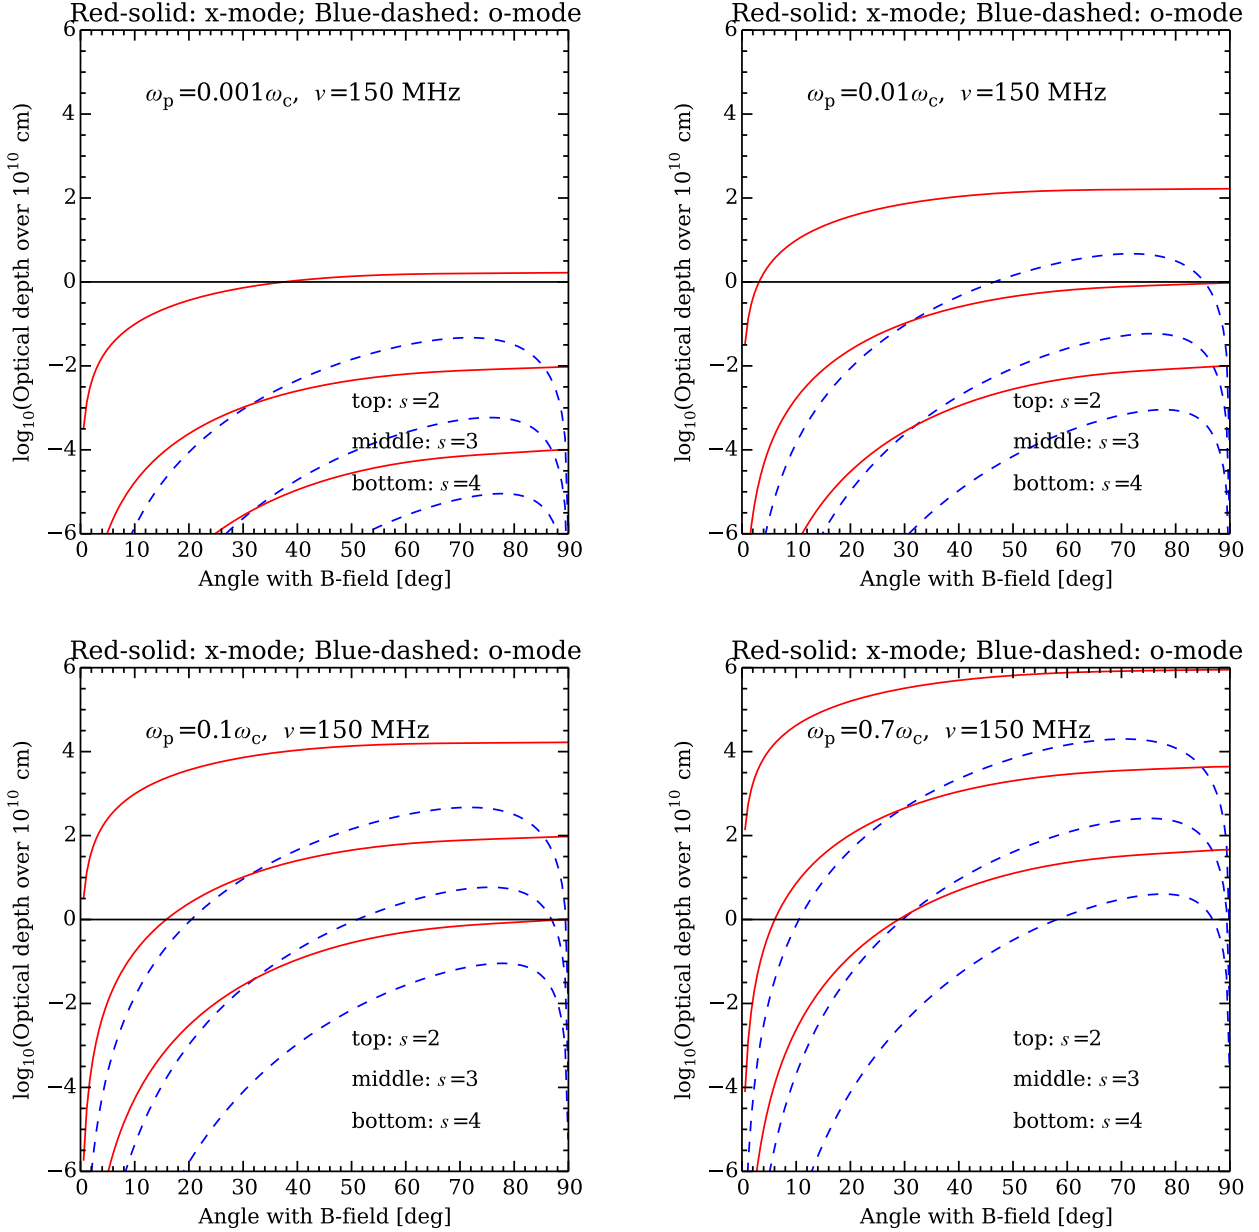 Red-solid: x-mode; Blue-dashed: o-mode
6
4
2
0
−2
−4
−6
log10(Optical depth over 10^10 cm)
ωp=0.001ωc, ν=150 MHz
top: s=2
middle: s=3
bottom: s=4
0 10 20 30 40 50 60 70 80 90
Angle with B-field [deg]
Red-solid: x-mode; Blue-dashed: o-mode
6
4
2
0
−2
−4
−6
log10(Optical depth over 10^10 cm)
ωp=0.01ωc, ν=150 MHz
top: s=2
middle: s=3
bottom: s=4
0 10 20 30 40 50 60 70 80 90
Angle with B-field [deg]
Red-solid: x-mode; Blue-dashed: o-mode
6
4
2
0
−2
−4
−6
log10(Optical depth over 10^10 cm)
ωp=0.1ωc, ν=150 MHz
top: s=2
middle: s=3
bottom: s=4
0 10 20 30 40 50 60 70 80 90
Angle with B-field [deg]
Red-solid: x-mode; Blue-dashed: o-mode
6
4
2
0
−2
−4
−6
log10(Optical depth over 10^10 cm)
ωp=0.7ωc, ν=150 MHz
top: s=2
middle: s=3
bottom: s=4
0 10 20 30 40 50 60 70 80 90
Angle with B-field [deg]